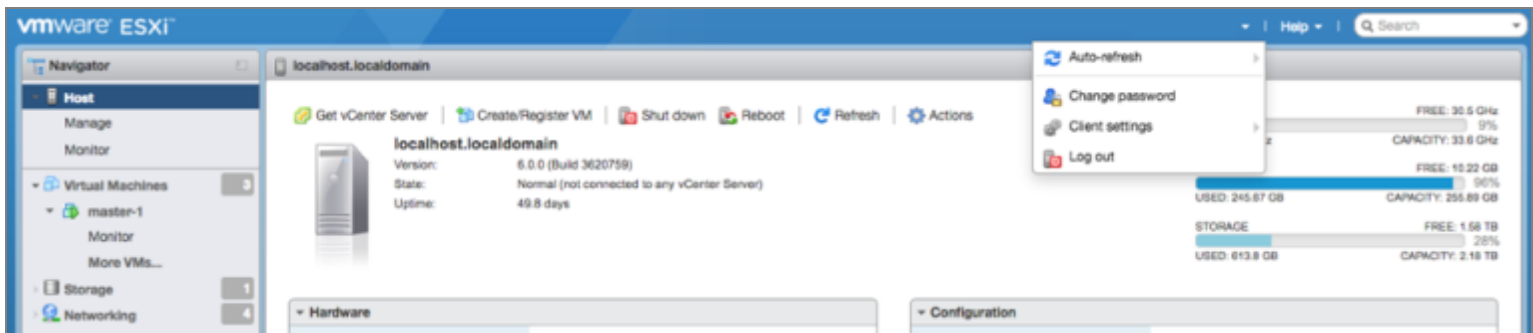 vmware ESXi™
Help
Search
Navigator
localhost.localdomain
Host
Manage
Monitor
Virtual Machines 3
master-1
Monitor
More VMs...
Storage 1
Networking 4
Get vCenter Server | Create/Register VM | Shut down Reboot | Refresh | Actions
localhost.localdomain
Version: 6.0.0 (Build 3620759)
State: Normal (not connected to any vCenter Server)
Uptime: 49.8 days
Auto-refresh
Change password
Client settings
Log out
FREE: 30.5 GHz
9%
CAPACITY: 33.6 GHz
FREE: 10.22 GB
96%
USED: 245.67 GB CAPACITY: 255.89 GB
STORAGE FREE: 1.58 TB
28%
USED: 613.8 GB CAPACITY: 2.18 TB
Hardware
Configuration